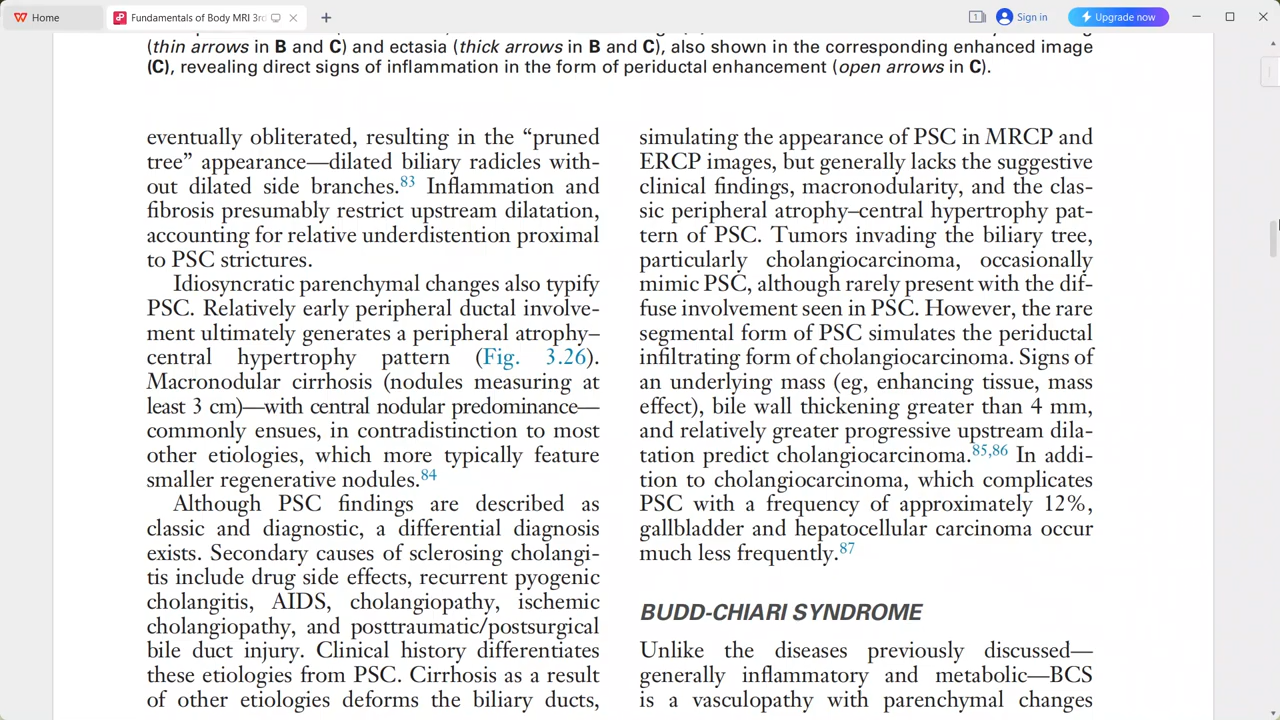 Home
Fundamentals of Body MRI 3rd
Sign in
Upgrade now
(thin arrows in B and C) and ectasia (thick arrows in B and C), also shown in the corresponding enhanced image
(C), revealing direct signs of inflammation in the form of periductal enhancement (open arrows in C).
eventually obliterated, resulting in the “pruned
tree” appearance—dilated biliary radicles with-
out dilated side branches.83 Inflammation and
fibrosis presumably restrict upstream dilatation,
accounting for relative underdistention proximal
to PSC strictures.
Idiosyncratic parenchymal changes also typify
PSC. Relatively early peripheral ductal involve-
ment ultimately generates a peripheral atrophy–
central hypertrophy pattern (Fig. 3.26).
Macronodular cirrhosis (nodules measuring at
least 3 cm)—with central nodular predominance—
commonly ensues, in contradistinction to most
other etiologies, which more typically feature
smaller regenerative nodules.84
Although PSC findings are described as
classic and diagnostic, a differential diagnosis
exists. Secondary causes of sclerosing cholangi-
tis include drug side effects, recurrent pyogenic
cholangitis, AIDS, cholangiopathy, ischemic
cholangiopathy, and posttraumatic/postsurgical
bile duct injury. Clinical history differentiates
these etiologies from PSC. Cirrhosis as a result
of other etiologies deforms the biliary ducts,
simulating the appearance of PSC in MRCP and
ERCP images, but generally lacks the suggestive
clinical findings, macronodularity, and the clas-
sic peripheral atrophy–central hypertrophy pat-
tern of PSC. Tumors invading the biliary tree,
particularly cholangiocarcinoma, occasionally
mimic PSC, although rarely present with the dif-
fuse involvement seen in PSC. However, the rare
segmental form of PSC simulates the periductal
infiltrating form of cholangiocarcinoma. Signs of
an underlying mass (eg, enhancing tissue, mass
effect), bile wall thickening greater than 4 mm,
and relatively greater progressive upstream dila-
tation predict cholangiocarcinoma.85,86 In addi-
tion to cholangiocarcinoma, which complicates
PSC with a frequency of approximately 12%,
gallbladder and hepatocellular carcinoma occur
much less frequently.87
BUDD-CHIARI SYNDROME
Unlike the diseases previously discussed—
generally inflammatory and metabolic—BCS
is a vasculopathy with parenchymal changes